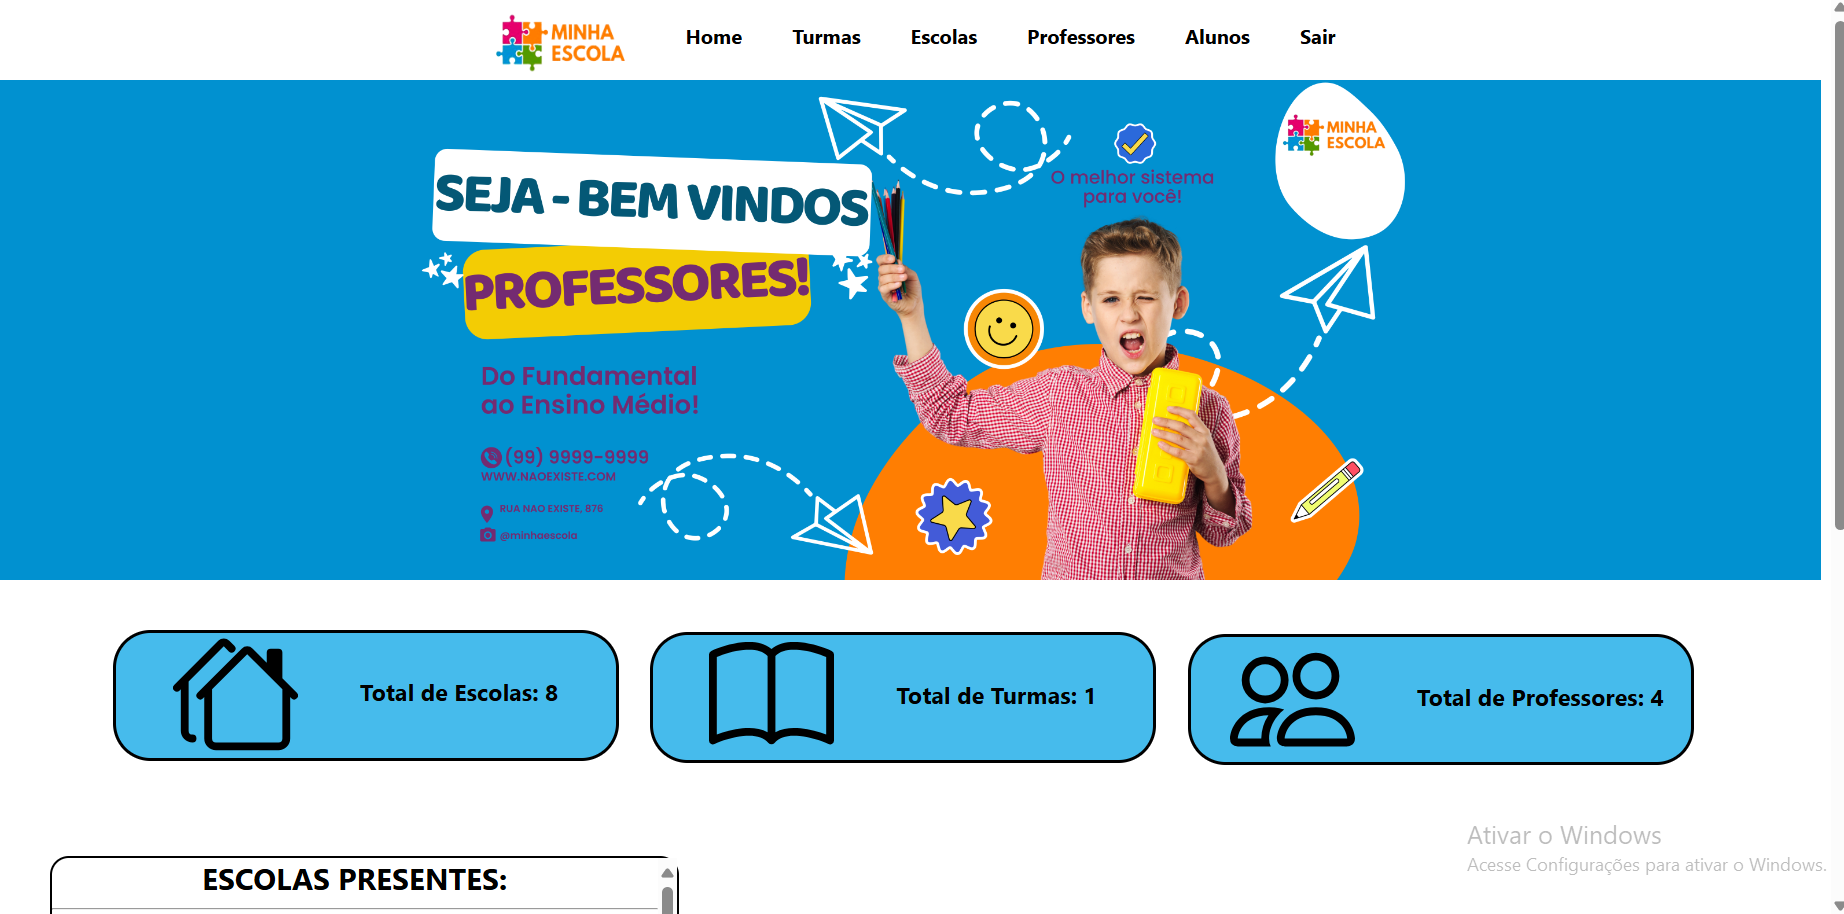 MINHA
ESCOLA
Home
Turmas
Escolas
Professores
Alunos
Sair
SEJA - BEM VINDOS
PROFESSORES!
O melhor sistema
para você!
MINHA
ESCOLA
Do Fundamental
ao Ensino Médio!
(99) 9999-9999
WWW.NAOEXISTE.COM
RUA NAO EXISTE, 876
@minhaescola
Total de Escolas: 8
Total de Turmas: 1
Total de Professores: 4
ESCOLAS PRESENTES:
Ativar o Windows
Acesse Configurações para ativar o Windows.